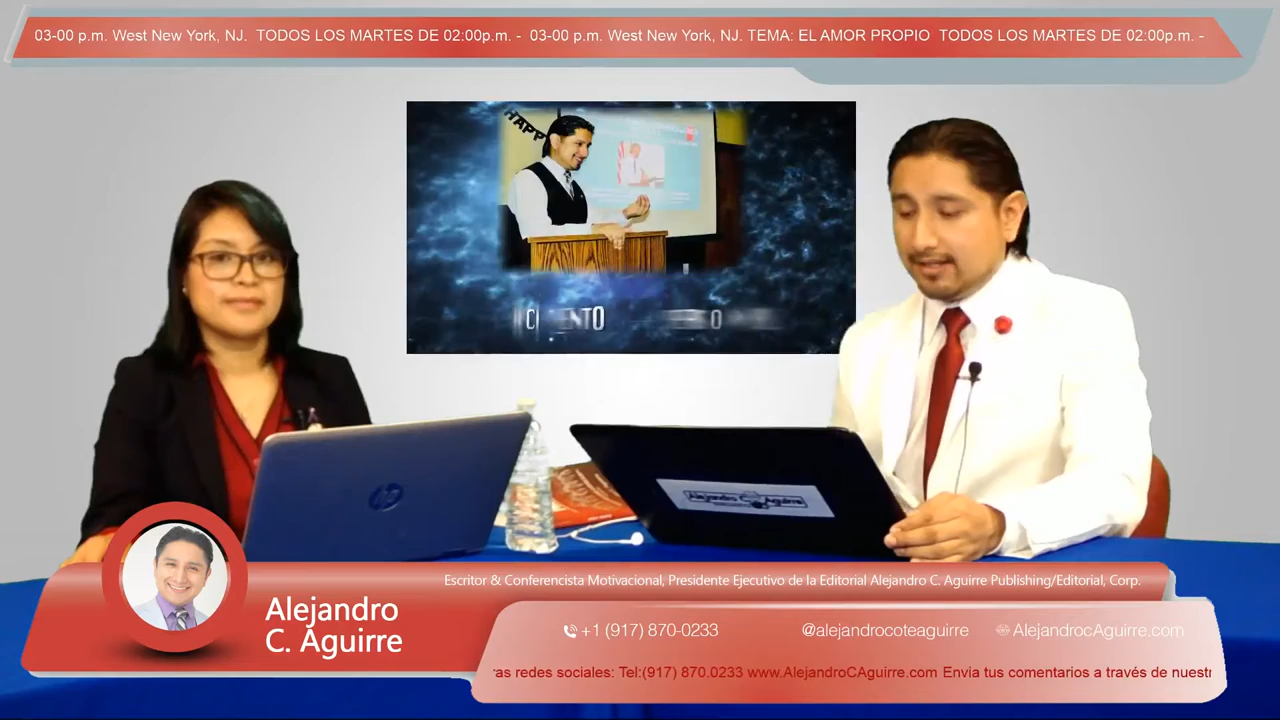 03-00 p.m. West New York, NJ. TODOS LOS MARTES DE 02:00p.m. - 03-00 p.m. West New York, NJ. TEMA: EL AMOR PROPIO TODOS LOS MARTES DE 02:00p.m. -
HAPP
Alejandro C. Aguirre
Escritor & Conferencista Motivacional, Presidente Ejecutivo de la Editorial Alejandro C. Aguirre Publishing/Editorial, Corp.
Alejandro
C. Aguirre
+1 (917) 870-0233 @alejandrocoteaguirre AlejandrocAguirre.com
as redes sociales: Tel:(917) 870.0233 www.AlejandroCAguirre.com Envia tus comentarios a través de nuestr